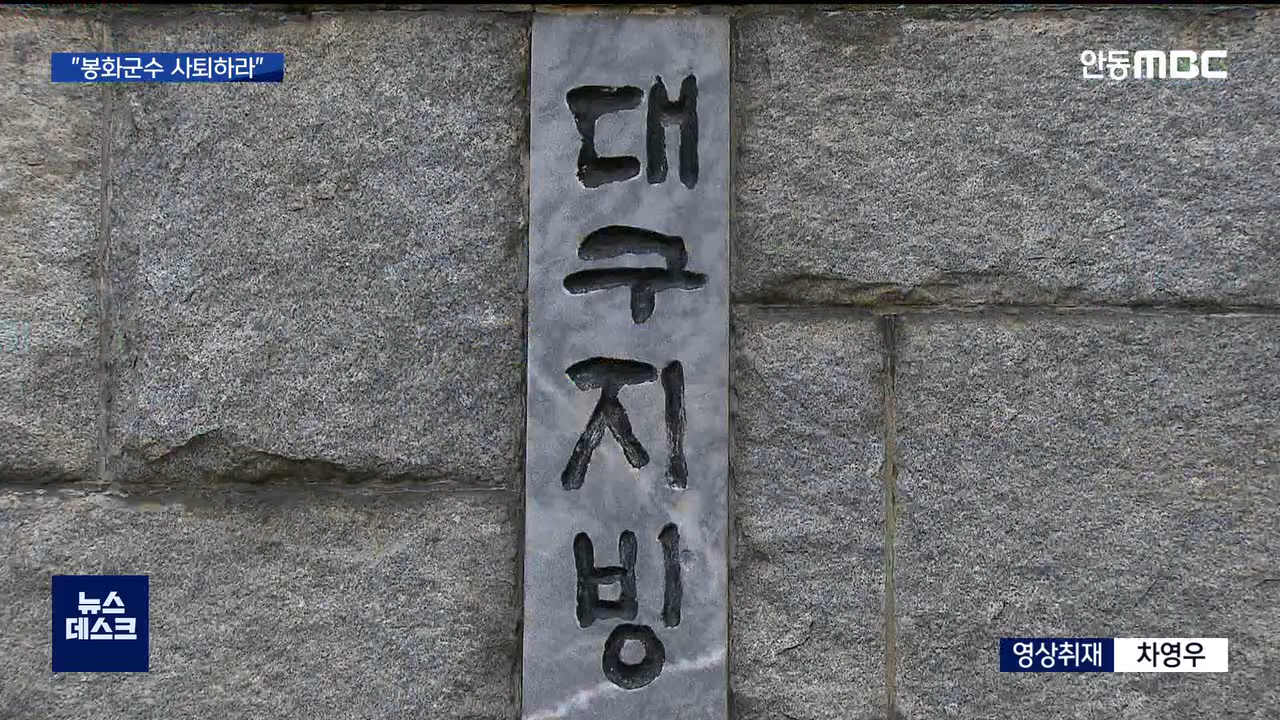 "봉화군수 사퇴하라"
안동MBC
대
구
지
방
뉴스
데스크
영상취재 차영우